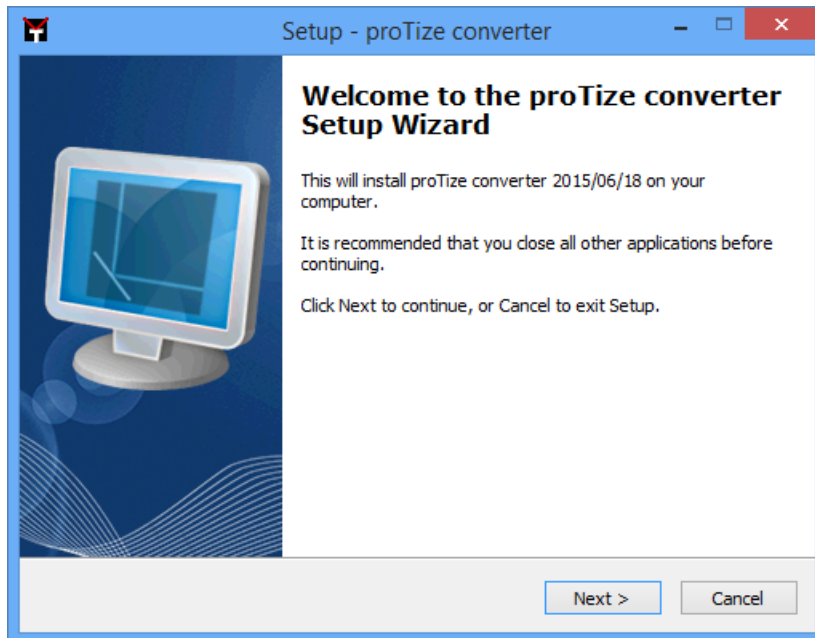 Setup - proTize converter
Welcome to the proTize converter
Setup Wizard
This will install proTize converter 2015/06/18 on your
computer.
It is recommended that you close all other applications before
continuing.
Click Next to continue, or Cancel to exit Setup.
Next >
Cancel